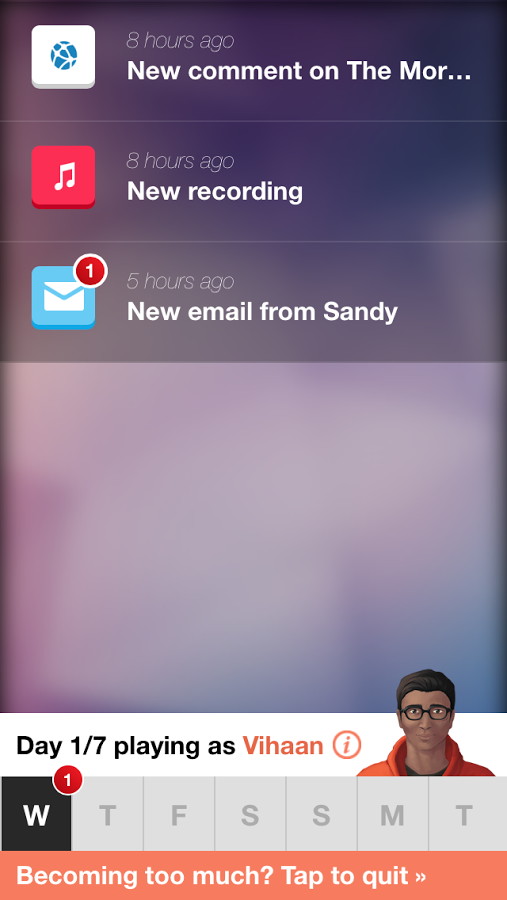 8 hours ago
New comment on The Mor...
8 hours ago
New recording
1
5 hours ago
New email from Sandy
Day 1/7 playing as Vihaan i
1
W T F S S M T
Becoming too much? Tap to quit »